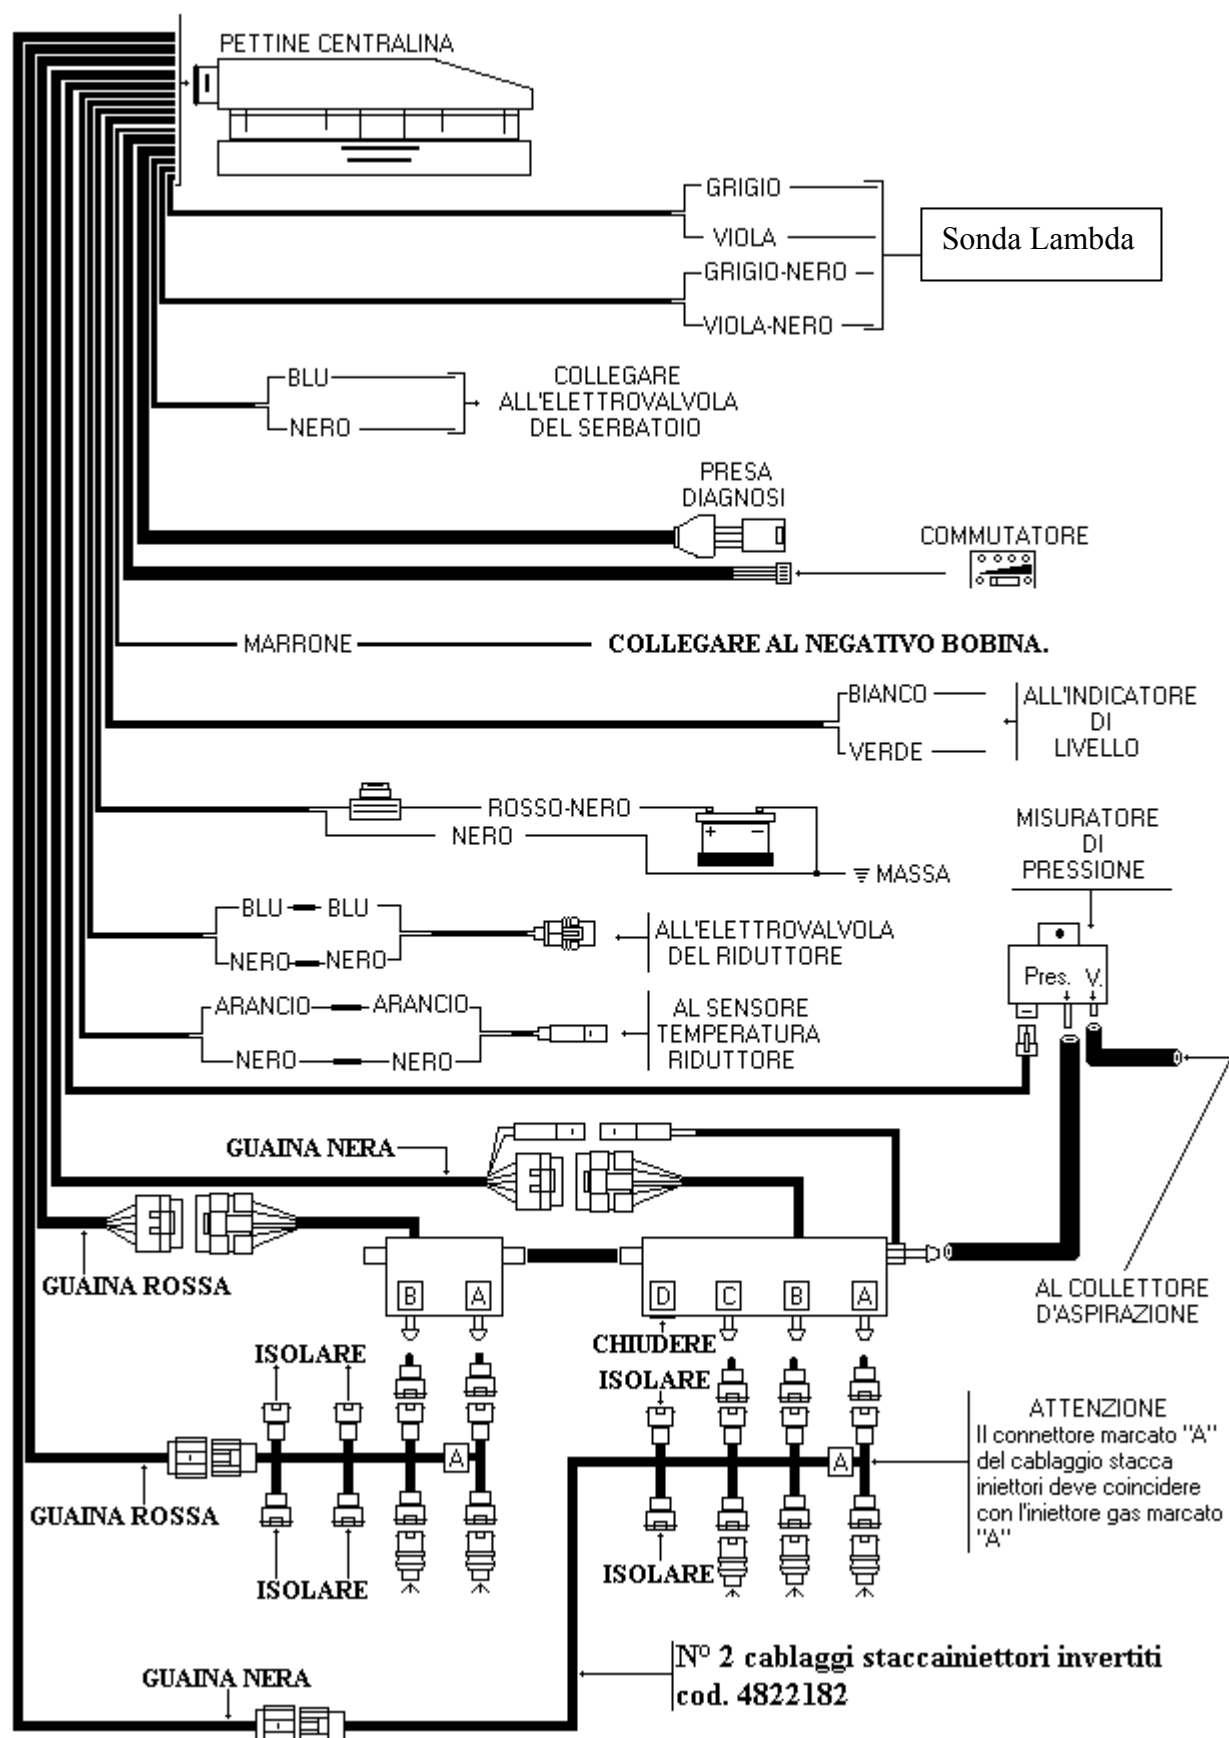 PETTINE CENTRALINA
GRIGIO
VIOLA
GRIGIO-NERO
VIOLA-NERO
Sonda Lambda
BLU
NERO
COLLEGARE
ALL'ELETTROVALVOLA
DEL SERBATOIO
PRESA
DIAGNOSI
COMMUTATORE
MARRONE
COLLEGARE AL NEGATIVO BOBINA.
BIANCO
VERDE
ALL'INDICATORE
DI
LIVELLO
ROSSO-NERO
NERO
+ −
MASSA
MISURATORE
DI
PRESSIONE
Pres. V.
BLU BLU
NERO NERO
ALL'ELETTROVALVOLA
DEL RIDUTTORE
ARANCIO ARANCIO
NERO NERO
AL SENSORE
TEMPERATURA
RIDUTTORE
GUAINA NERA
GUAINA ROSSA
B A
D C B A
AL COLLETTORE
D'ASPIRAZIONE
CHIUDERE
ISOLARE
ISOLARE
A
A
ATTENZIONE
Il connettore marcato "A"
del cablaggio stacca
iniettori deve coincidere
con l'iniettore gas marcato
"A"
GUAINA ROSSA
ISOLARE
ISOLARE
N° 2 cablaggi staccainiettori invertiti
cod. 4822182
GUAINA NERA